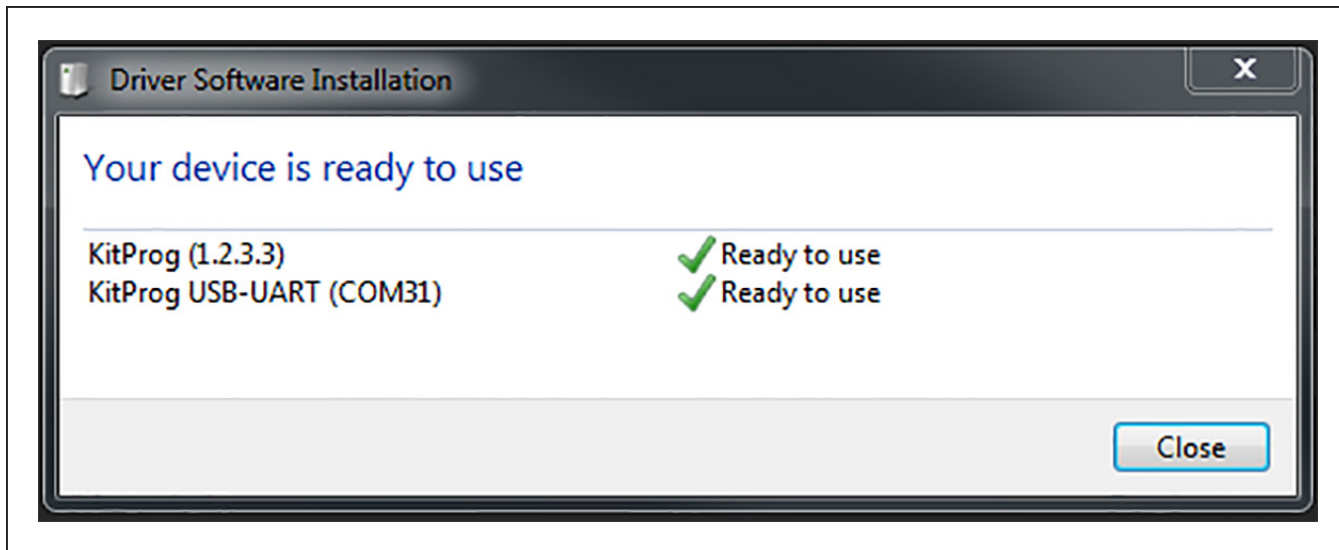 Driver Software Installation
Your device is ready to use
KitProg (1.2.3.3) Ready to use
KitProg USB-UART (COM31) Ready to use
Close